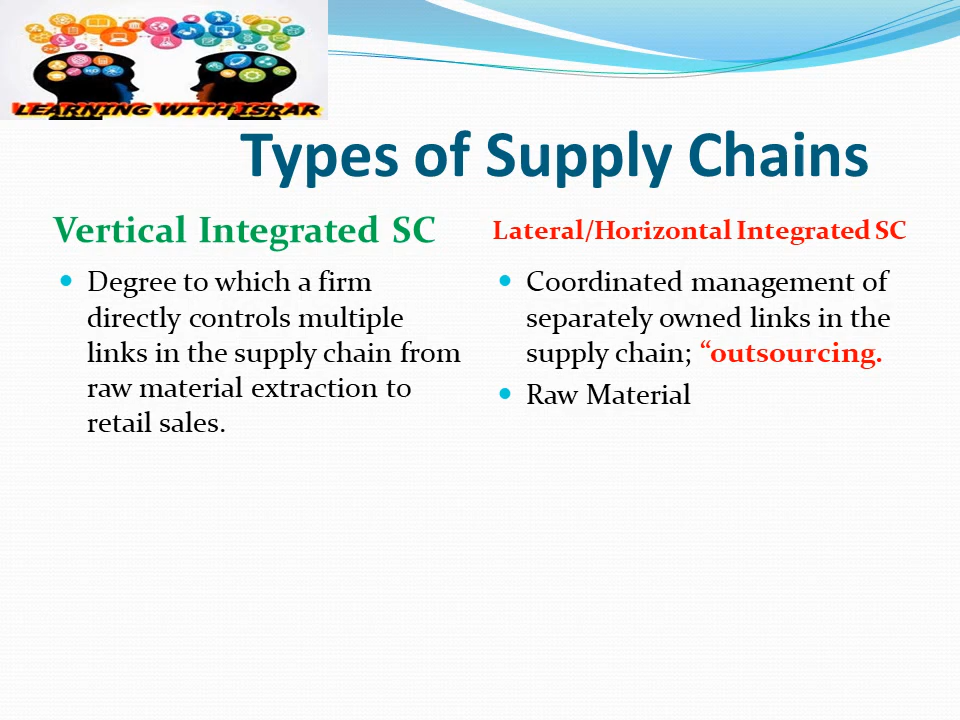 LEARNING WITH ISRAR
Types of Supply Chains
Vertical Integrated SC
Degree to which a firm
directly controls multiple
links in the supply chain from
raw material extraction to
retail sales.
Lateral/Horizontal Integrated SC
Coordinated management of
separately owned links in the
supply chain; “outsourcing.
Raw Material